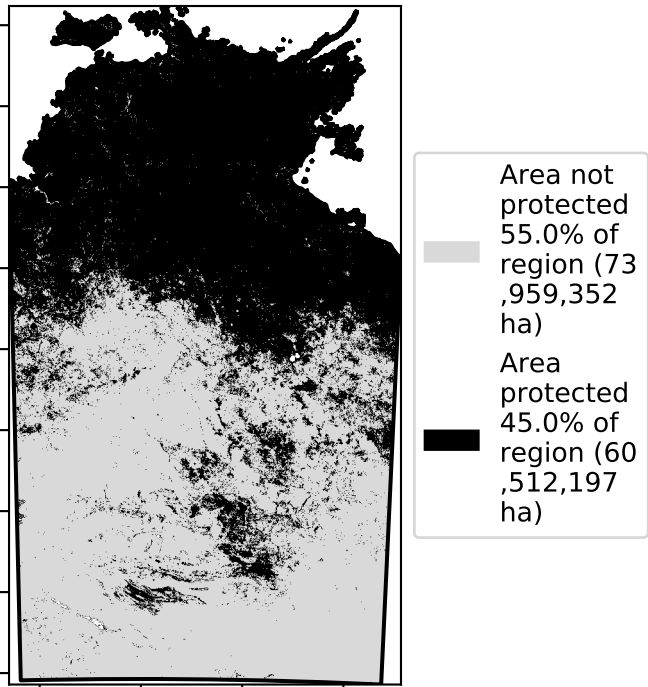 Area not
protected
55.0% of
region (73
,959,352
ha)
Area
protected
45.0% of
region (60
,512,197
ha)